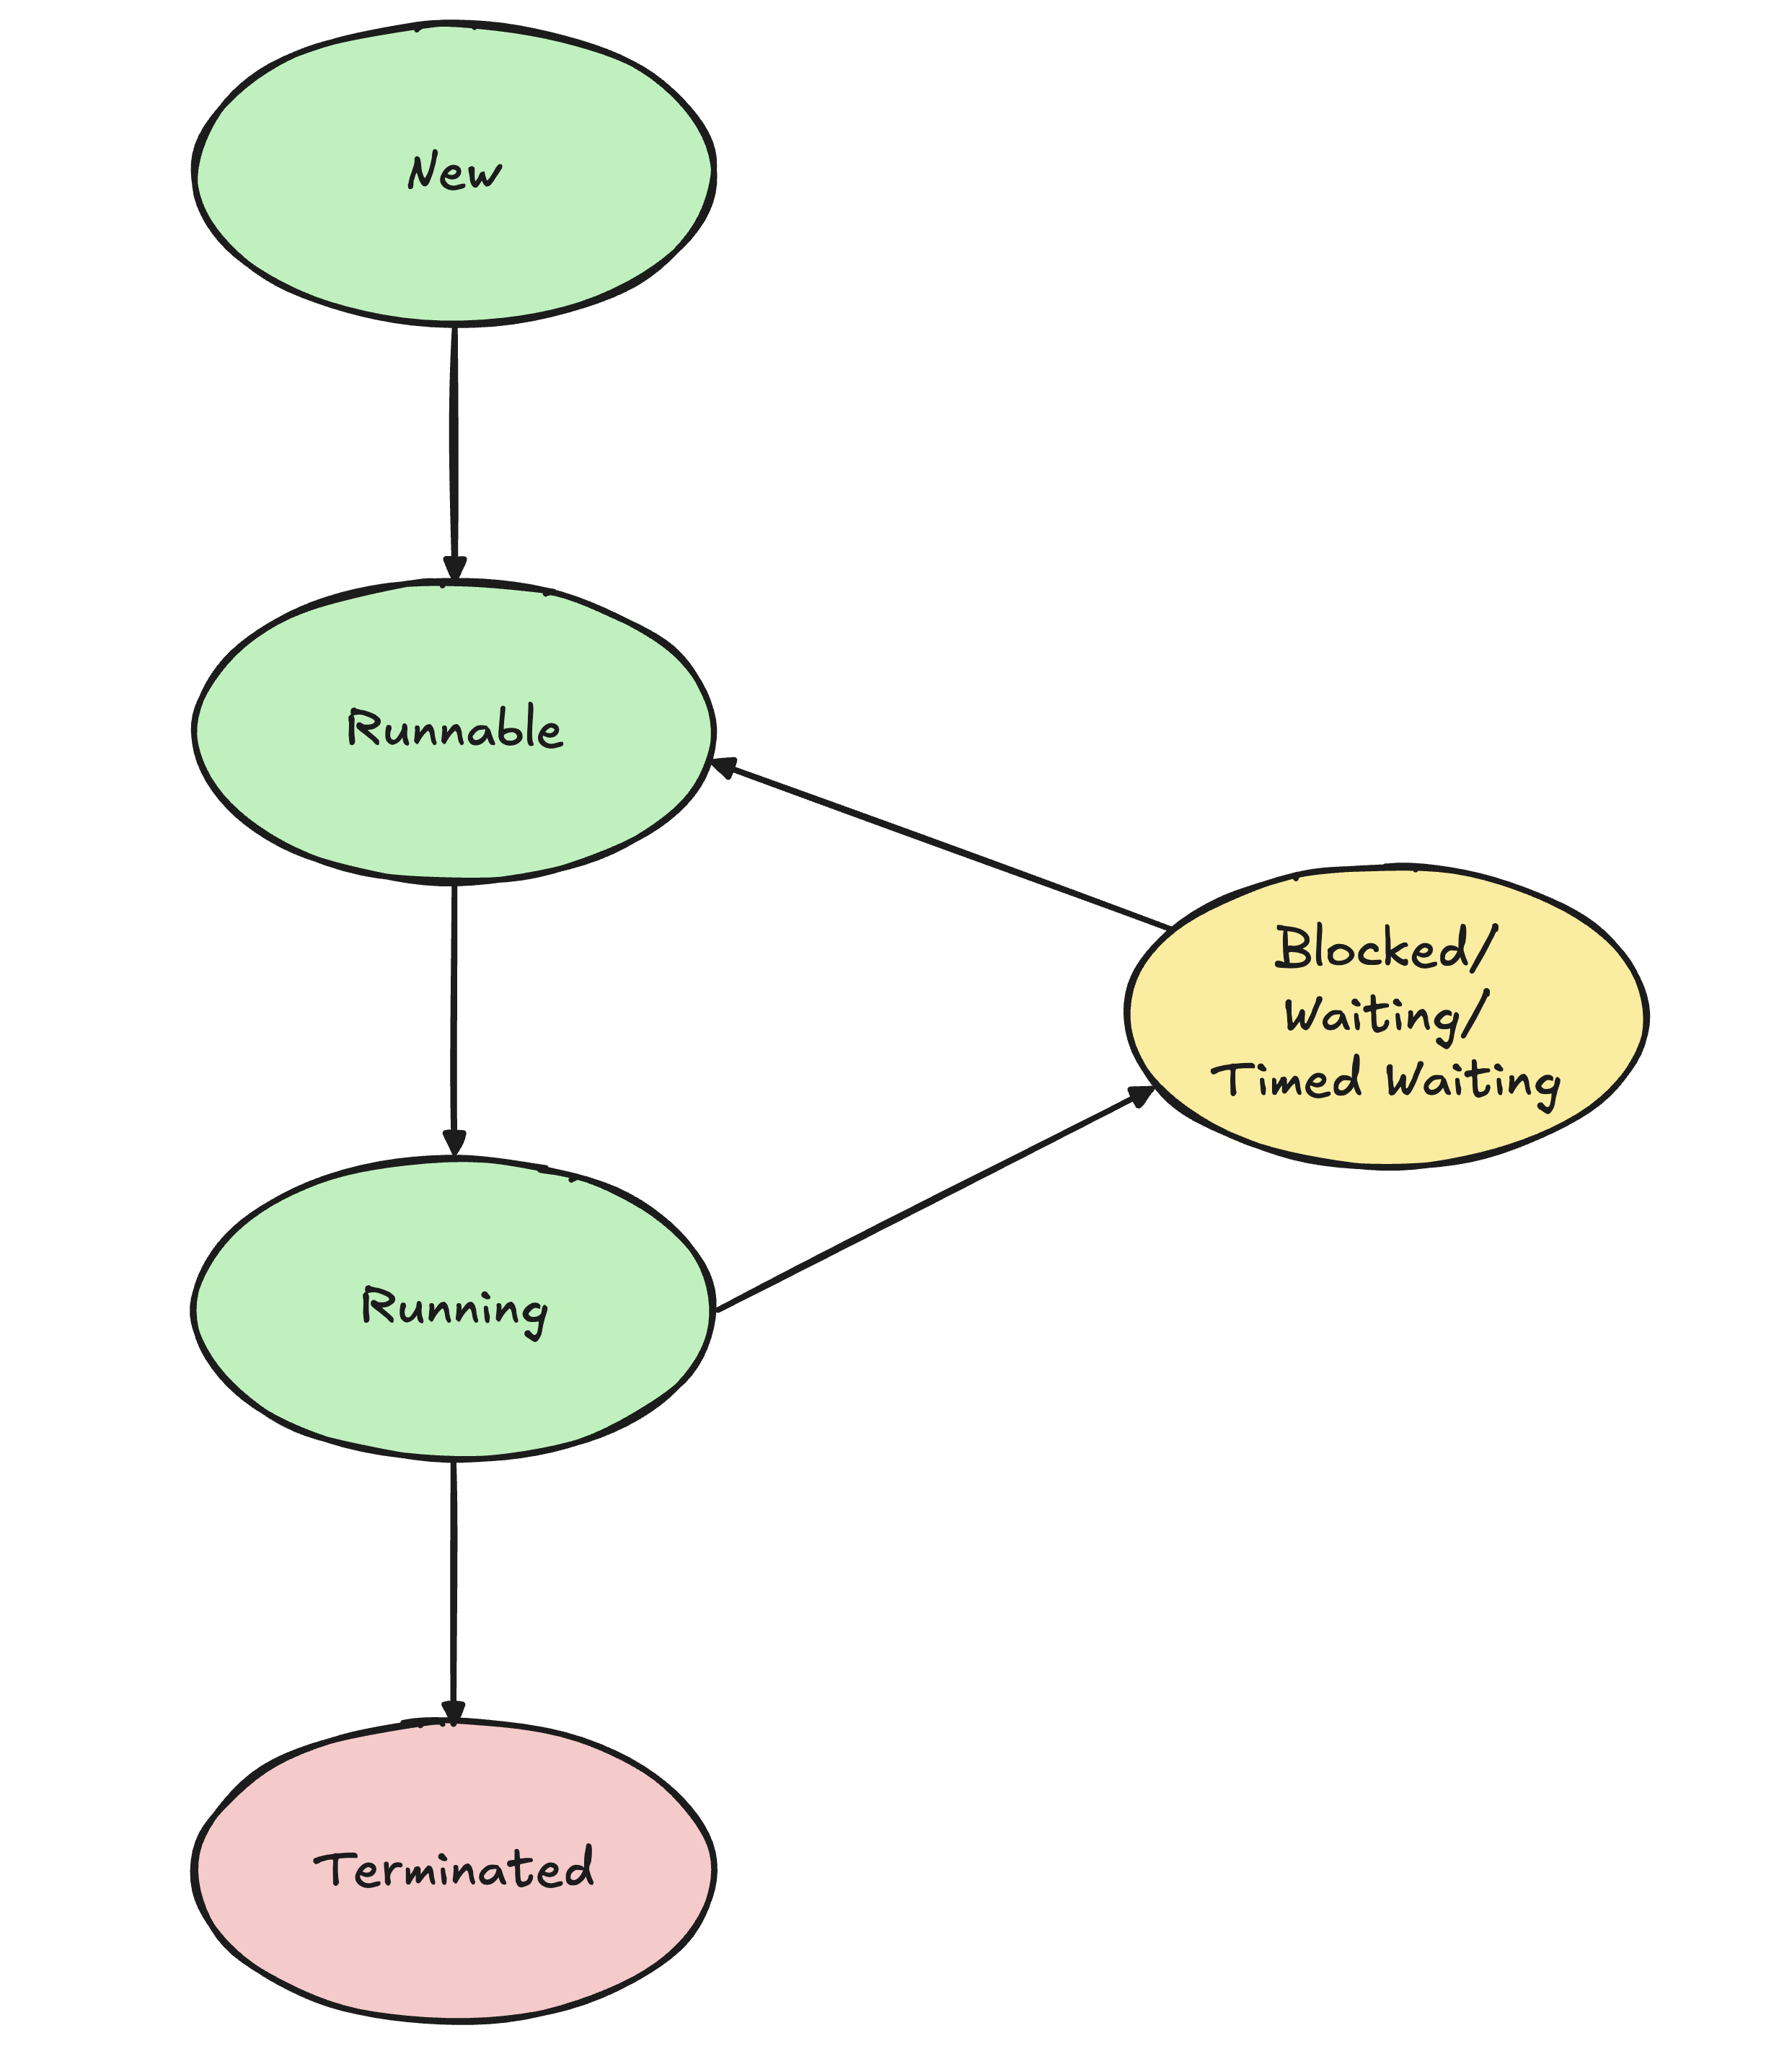 New
Runnable
Blocked/
Waiting/
Timed Waiting
Running
Terminated